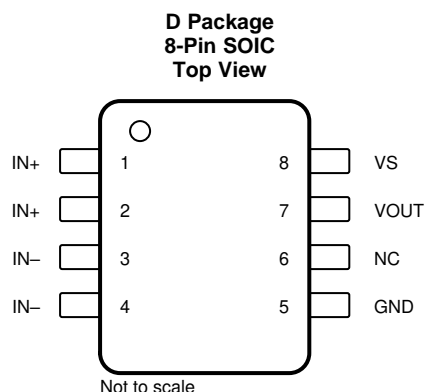 D Package
8-Pin SOIC
Top View
IN+ 1 8 VS
IN+ 2 7 VOUT
IN– 3 6 NC
IN– 4 5 GND
Not to scale